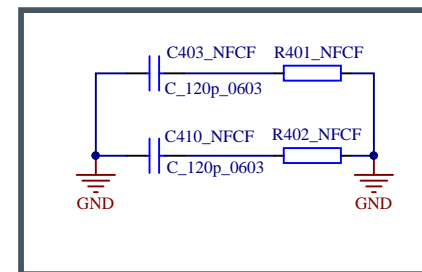 C403_NFCF R401_NFCF
C_120p_0603
C410_NFCF R402_NFCF
C_120p_0603
GND GND